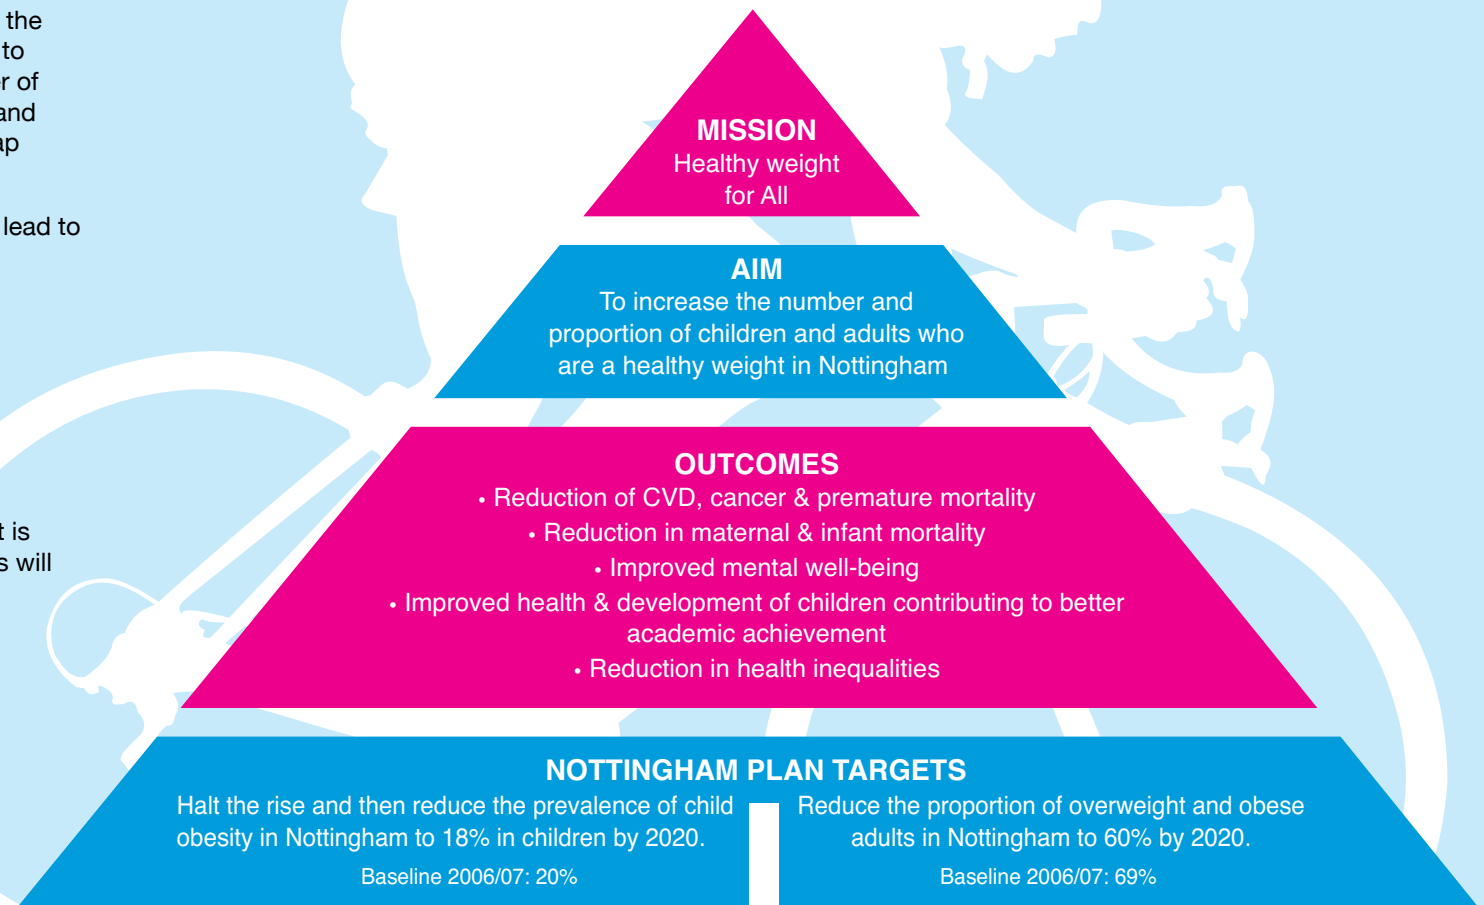 the
to
of
and
lead to
is
will
MISSION
Healthy weight
for All
AIM
To increase the number and
proportion of children and adults who
are a healthy weight in Nottingham
OUTCOMES
• Reduction of CVD, cancer & premature mortality
• Reduction in maternal & infant mortality
• Improved mental well-being
• Improved health & development of children contributing to better
academic achievement
• Reduction in health inequalities
NOTTINGHAM PLAN TARGETS
Halt the rise and then reduce the prevalence of child
obesity in Nottingham to 18% in children by 2020.
Baseline 2006/07: 20%
Reduce the proportion of overweight and obese
adults in Nottingham to 60% by 2020.
Baseline 2006/07: 69%